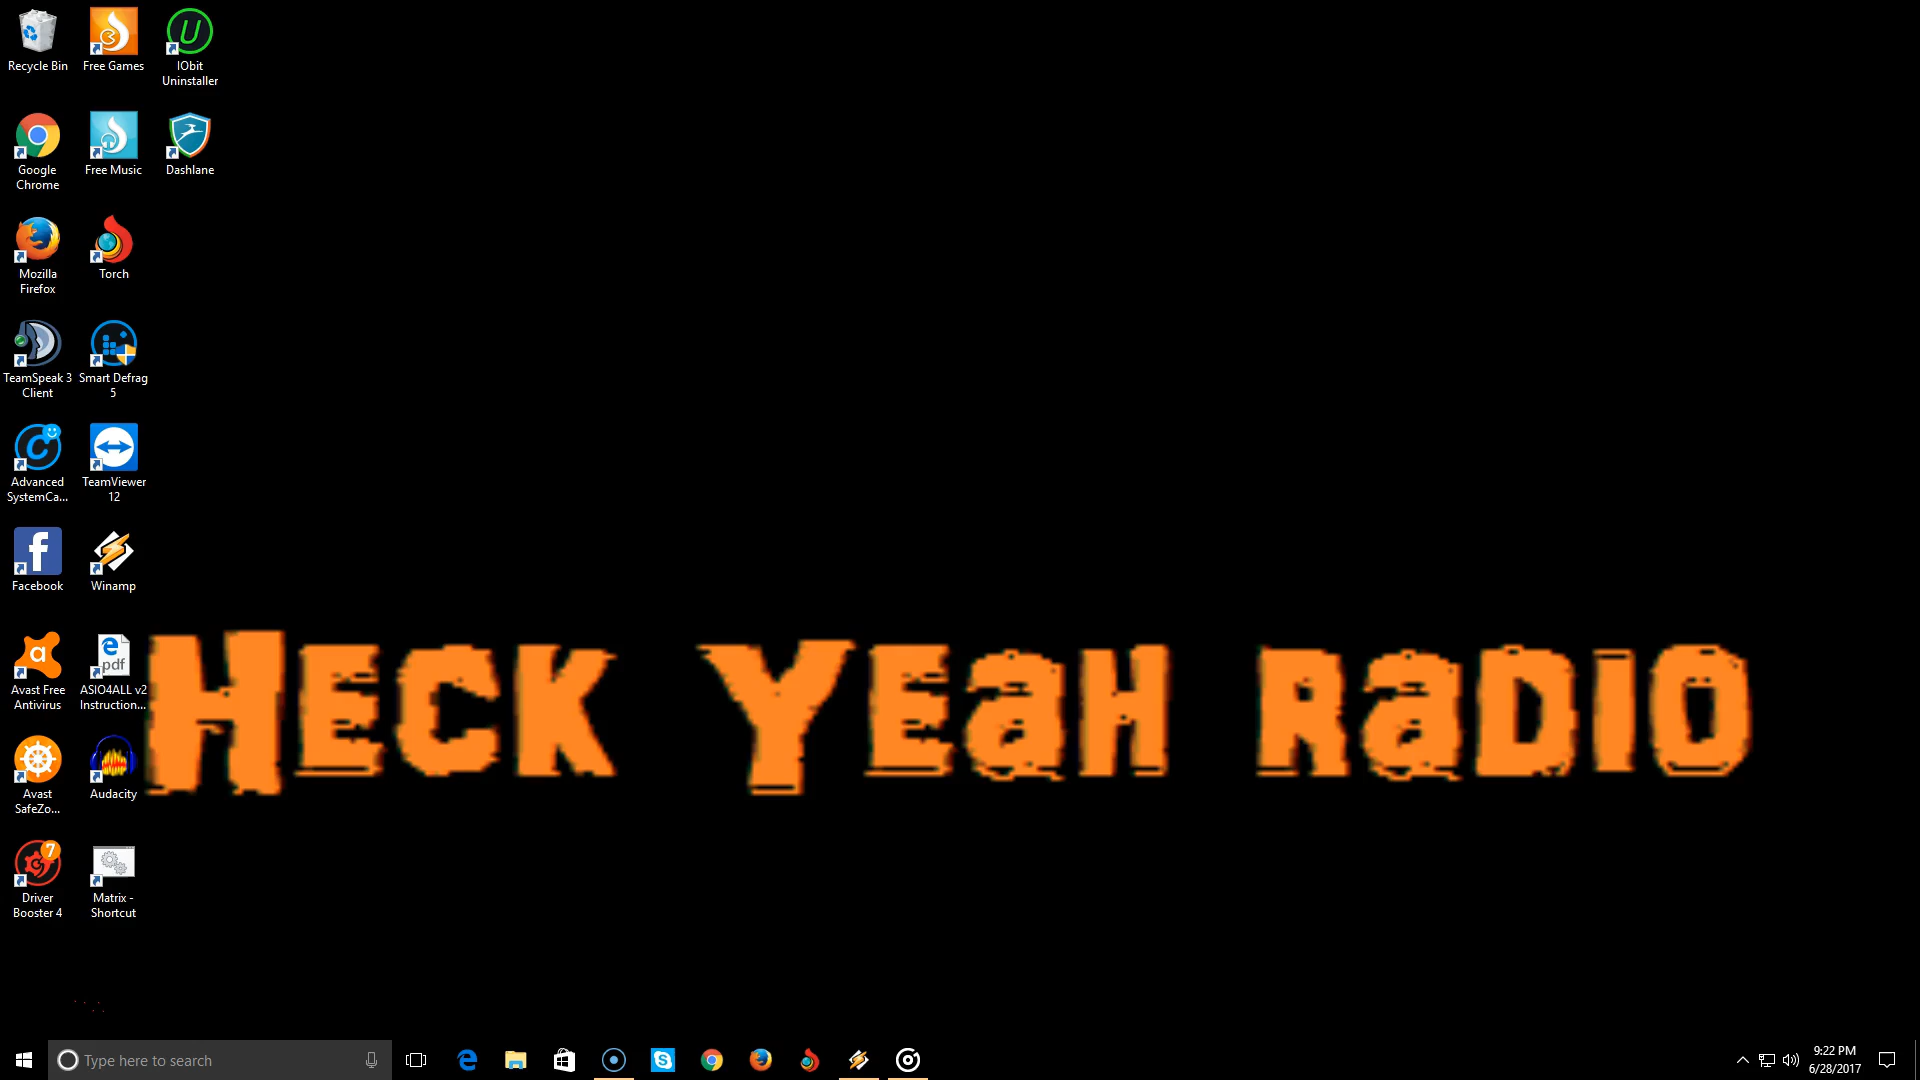 Recycle Bin
Free Games
IObit
Uninstaller
Google
Chrome
Free Music
Dashlane
Mozilla
Firefox
Torch
TeamSpeak 3
Client
Smart Defrag
5
Advanced
SystemCa...
TeamViewer
12
Facebook
Winamp
Avast Free
Antivirus
pdf
ASIO4ALL v2
Instruction...
Heck Yeah Radio
Avast
SafeZo...
Audacity
7
Driver
Booster 4
Matrix -
Shortcut
Type here to search
9:22 PM
6/28/2017